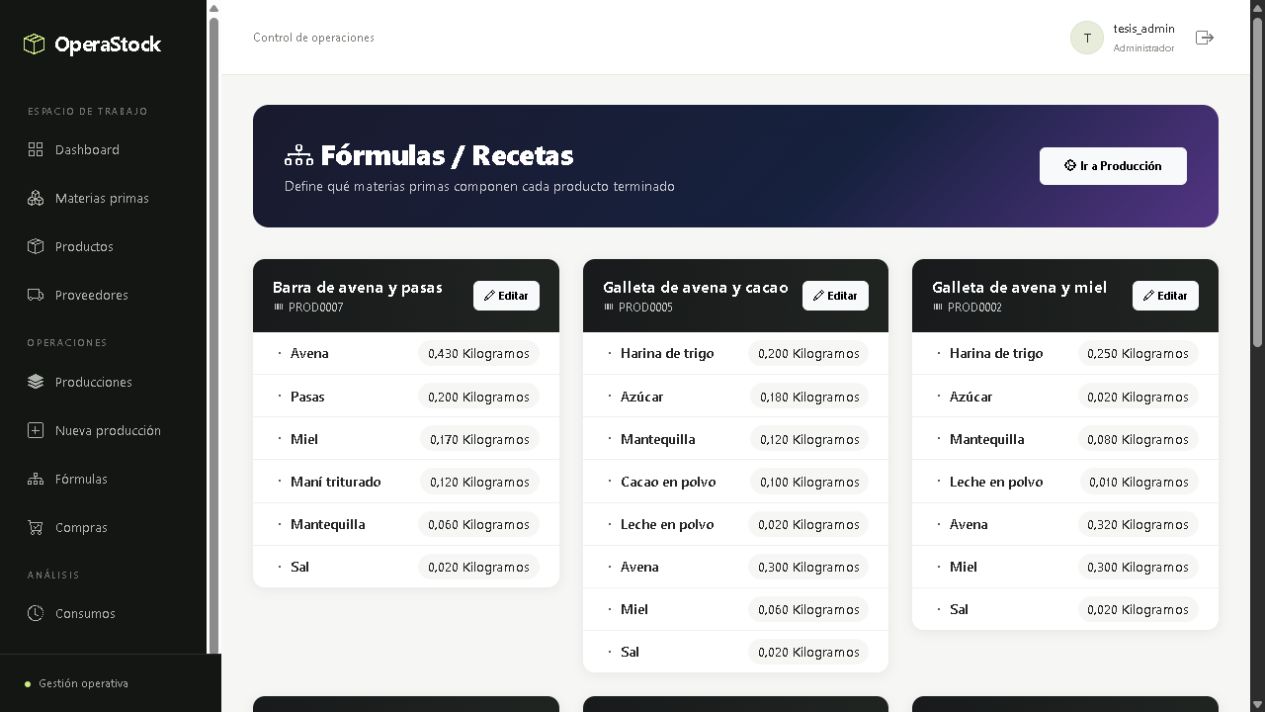 OperaStock
ESPACIO DE TRABAJO
Dashboard
Materias primas
Productos
Proveedores
OPERACIONES
Producciones
Nueva producción
Fórmulas
Compras
ANÁLISIS
Consumos
Gestión operativa
Control de operaciones
T
tesis_admin
Administrador
Fórmulas / Recetas
Define qué materias primas componen cada producto terminado
Ir a Producción
Barra de avena y pasas
PROD0007
Editar
Avena 0,430 Kilogramos
Pasas 0,200 Kilogramos
Miel 0,170 Kilogramos
Maní triturado 0,120 Kilogramos
Mantequilla 0,060 Kilogramos
Sal 0,020 Kilogramos
Galleta de avena y cacao
PROD0005
Editar
Harina de trigo 0,200 Kilogramos
Azúcar 0,180 Kilogramos
Mantequilla 0,120 Kilogramos
Cacao en polvo 0,100 Kilogramos
Leche en polvo 0,020 Kilogramos
Avena 0,300 Kilogramos
Miel 0,060 Kilogramos
Sal 0,020 Kilogramos
Galleta de avena y miel
PROD0002
Editar
Harina de trigo 0,250 Kilogramos
Azúcar 0,020 Kilogramos
Mantequilla 0,080 Kilogramos
Leche en polvo 0,010 Kilogramos
Avena 0,320 Kilogramos
Miel 0,300 Kilogramos
Sal 0,020 Kilogramos